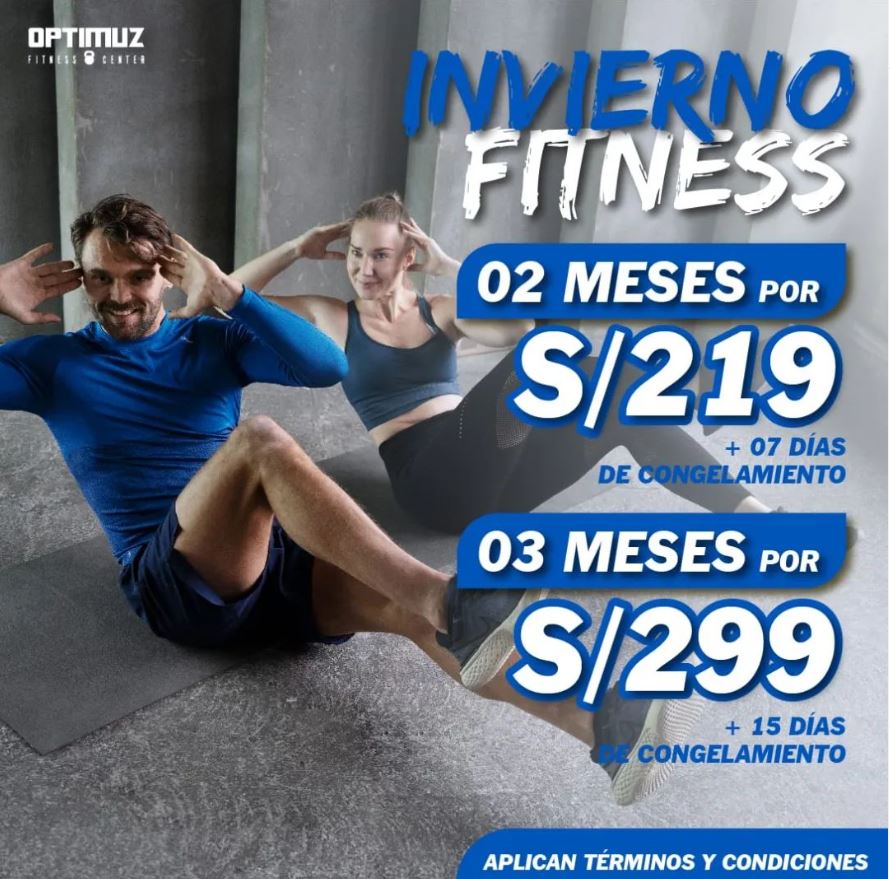 OPTIMUZ
FITNESS CENTER
INVIERNO
FITNESS
02 MESES POR
S/219
+ 07 DÍAS
DE CONGELAMIENTO
03 MESES POR
S/299
+ 15 DÍAS
DE CONGELAMIENTO
APLICAN TÉRMINOS Y CONDICIONES